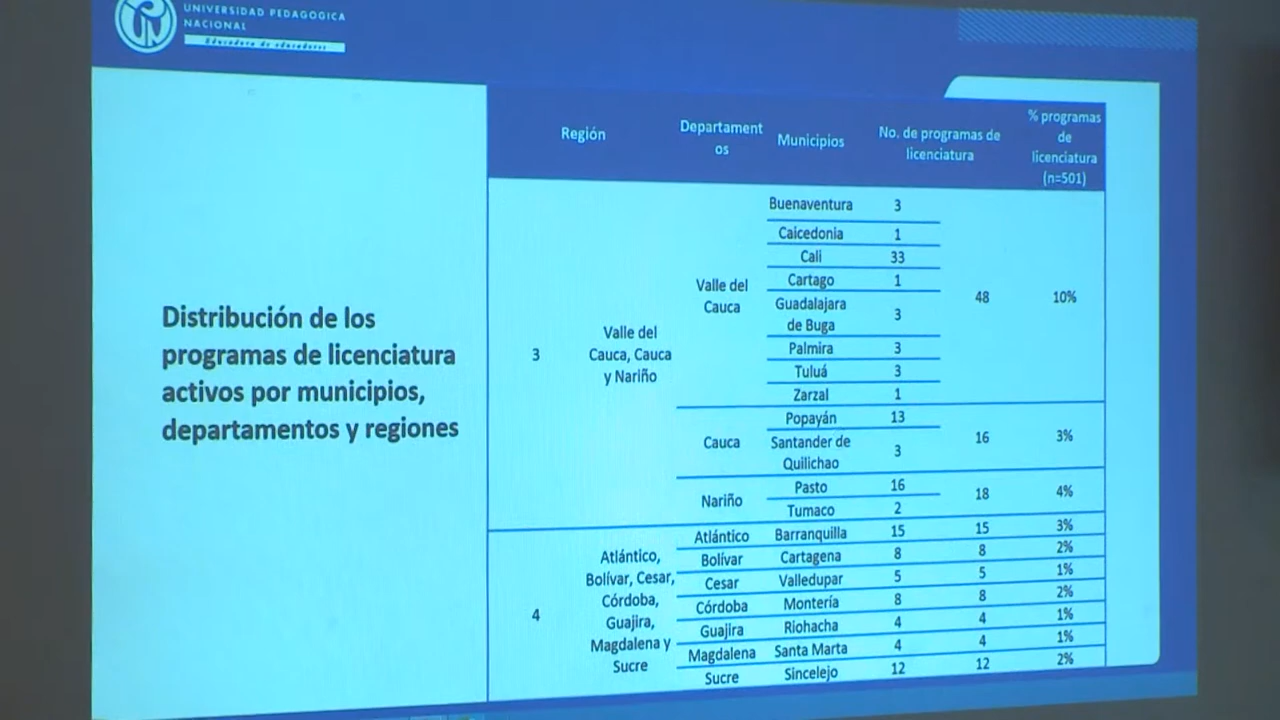 UNIVERSIDAD PEDAGOGICA
NACIONAL
Educadora de educadores
Distribución de los
programas de licenciatura
activos por municipios,
departamentos y regiones
Región
Departament
os
Municipios
No. de programas de
licenciatura
% programas
de
licenciatura
(n=501)
3
Valle del
Cauca, Cauca
y Nariño
Valle del
Cauca
Buenaventura 3
Caicedonia 1
Cali 33
Cartago 1
Guadalajara
de Buga 3
Palmira 3
Tuluá 3
Zarzal 1
48 10%
Cauca
Popayán 13
Santander de
Quilichao 3
16 3%
Nariño
Pasto 16
Tumaco 2
18 4%
4
Atlántico,
Bolívar, Cesar,
Córdoba,
Guajira,
Magdalena y
Sucre
Atlántico Barranquilla 15 15 3%
Bolívar Cartagena 8 8 2%
Cesar Valledupar 5 5 1%
Córdoba Montería 8 8 2%
Guajira Riohacha 4 4 1%
Magdalena Santa Marta 4 4 1%
Sucre Sincelejo 12 12 2%